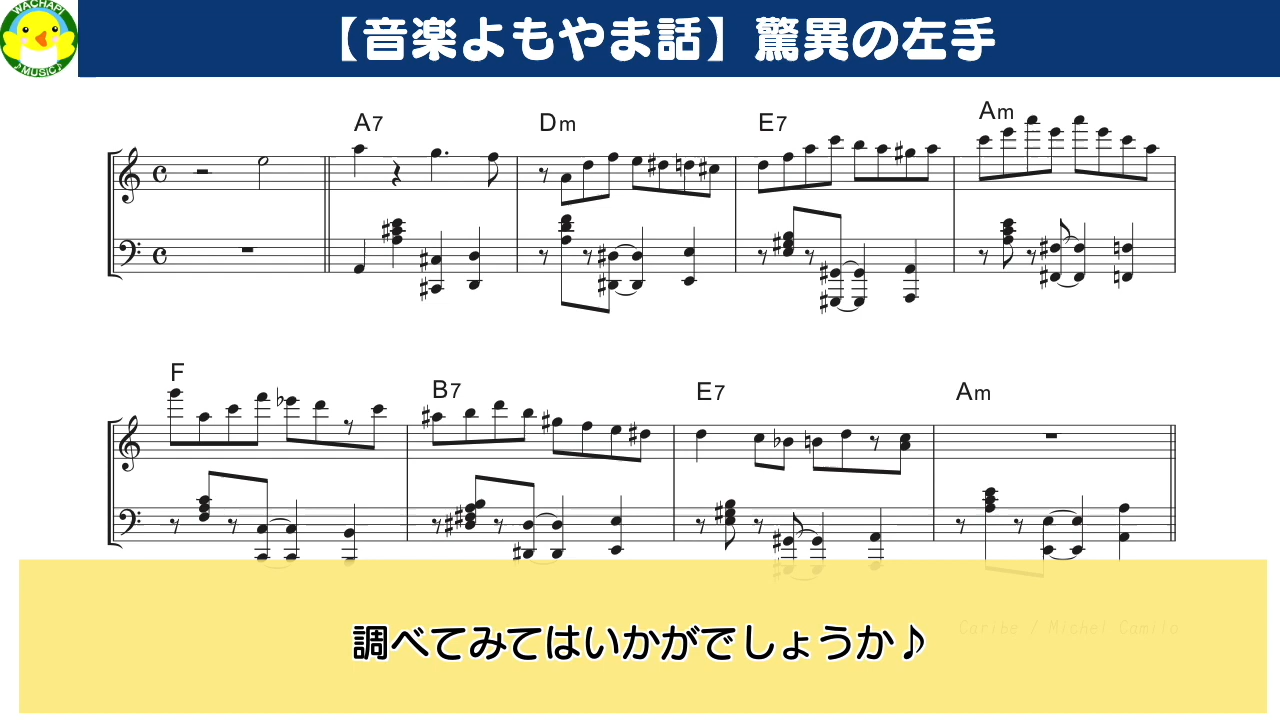 WACHAPI
♪MUSIC♪
【音楽よもやま話】驚異の左手
A7 Dm E7 Am
F B7 E7 Am
Caribe / Michel Camilo
調べてみてはいかがでしょうか♪